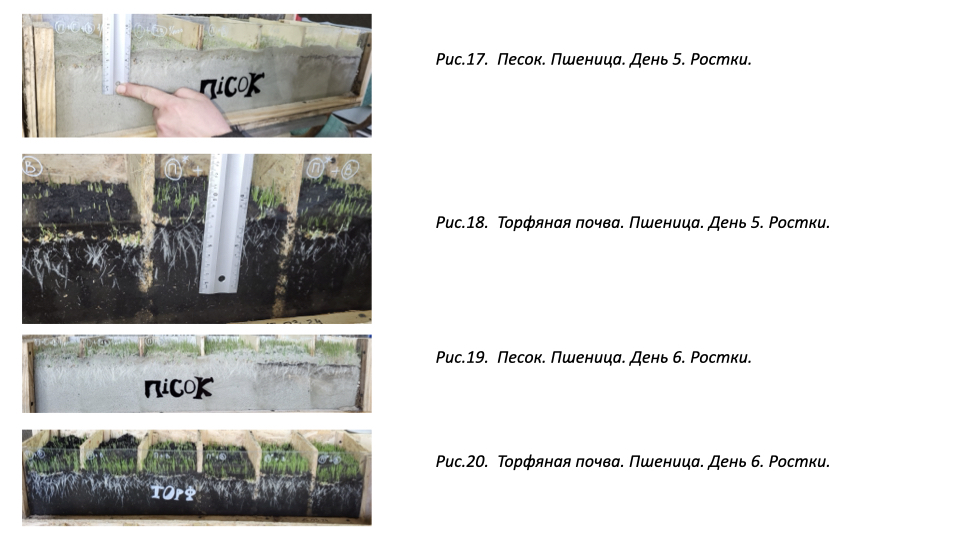 ПіСОК
Рис.17. Песок. Пшеница. День 5. Ростки.
В
П* +
П* + В
Рис.18. Торфяная почва. Пшеница. День 5. Ростки.
ПіСОК
Рис.19. Песок. Пшеница. День 6. Ростки.
ТОРФ
Рис.20. Торфяная почва. Пшеница. День 6. Ростки.